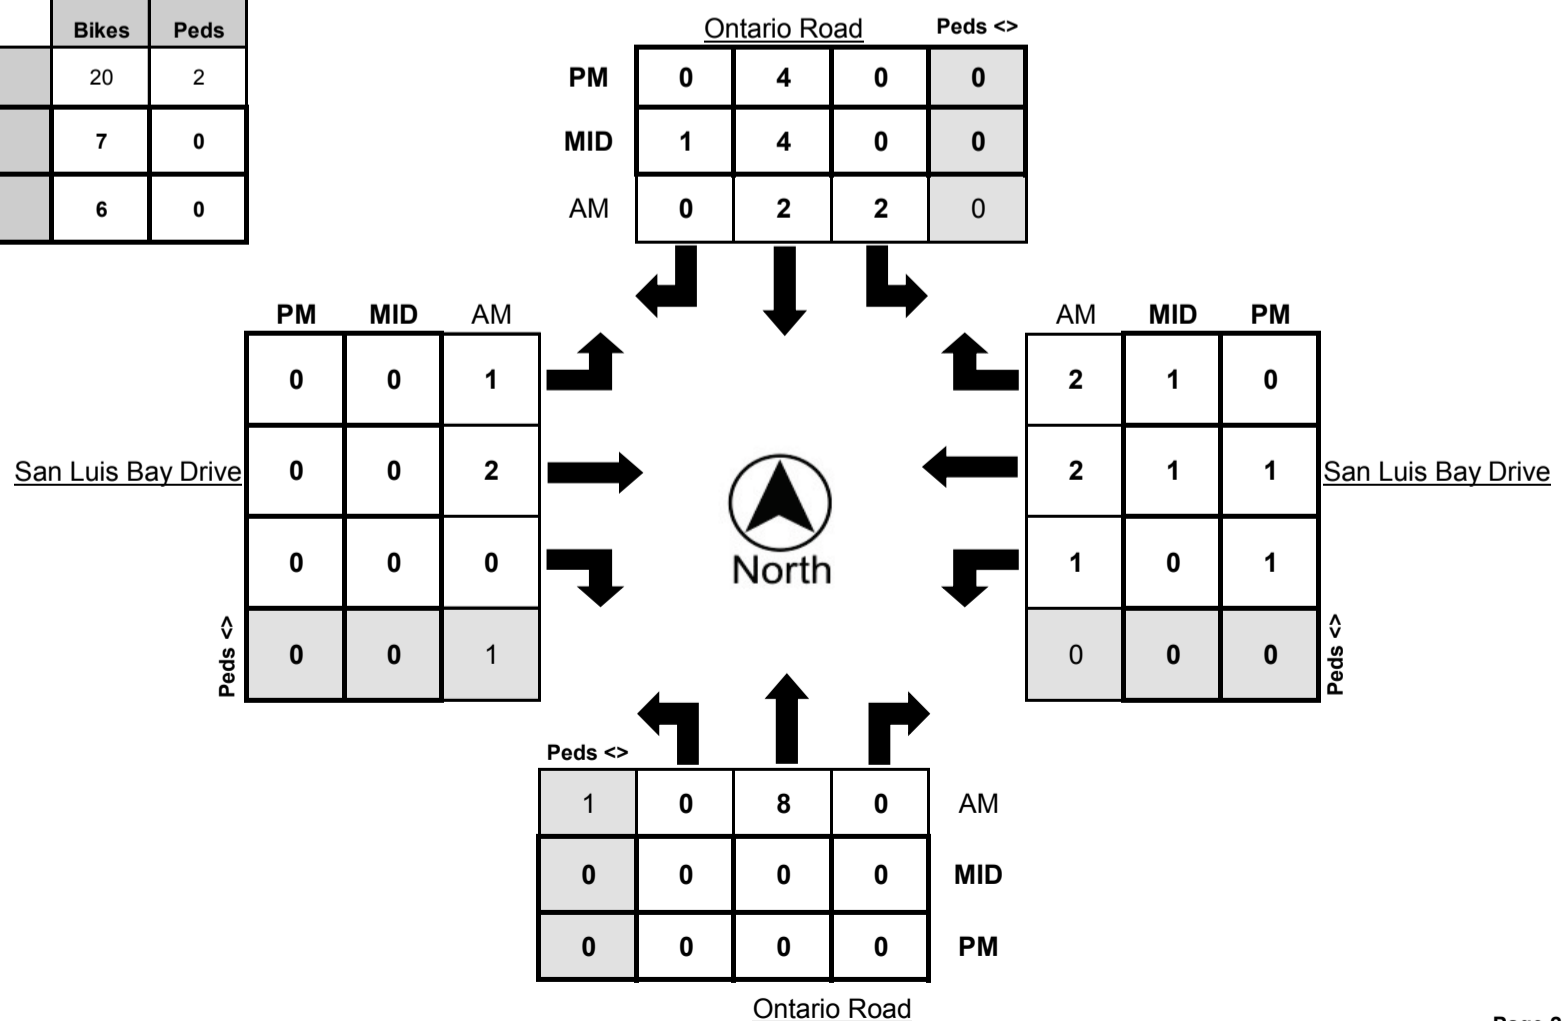 Bikes Peds
20 2
7 0
6 0
Ontario Road Peds <>
PM 0 4 0 0
MID 1 4 0 0
AM 0 2 2 0
PM MID AM
0 0 1
San Luis Bay Drive 0 0 2
0 0 0
Peds <> 0 0 1
North
AM MID PM
2 1 0
2 1 1 San Luis Bay Drive
1 0 1
0 0 0 Peds <>
Peds <>
1 0 8 0 AM
0 0 0 0 MID
0 0 0 0 PM
Ontario Road